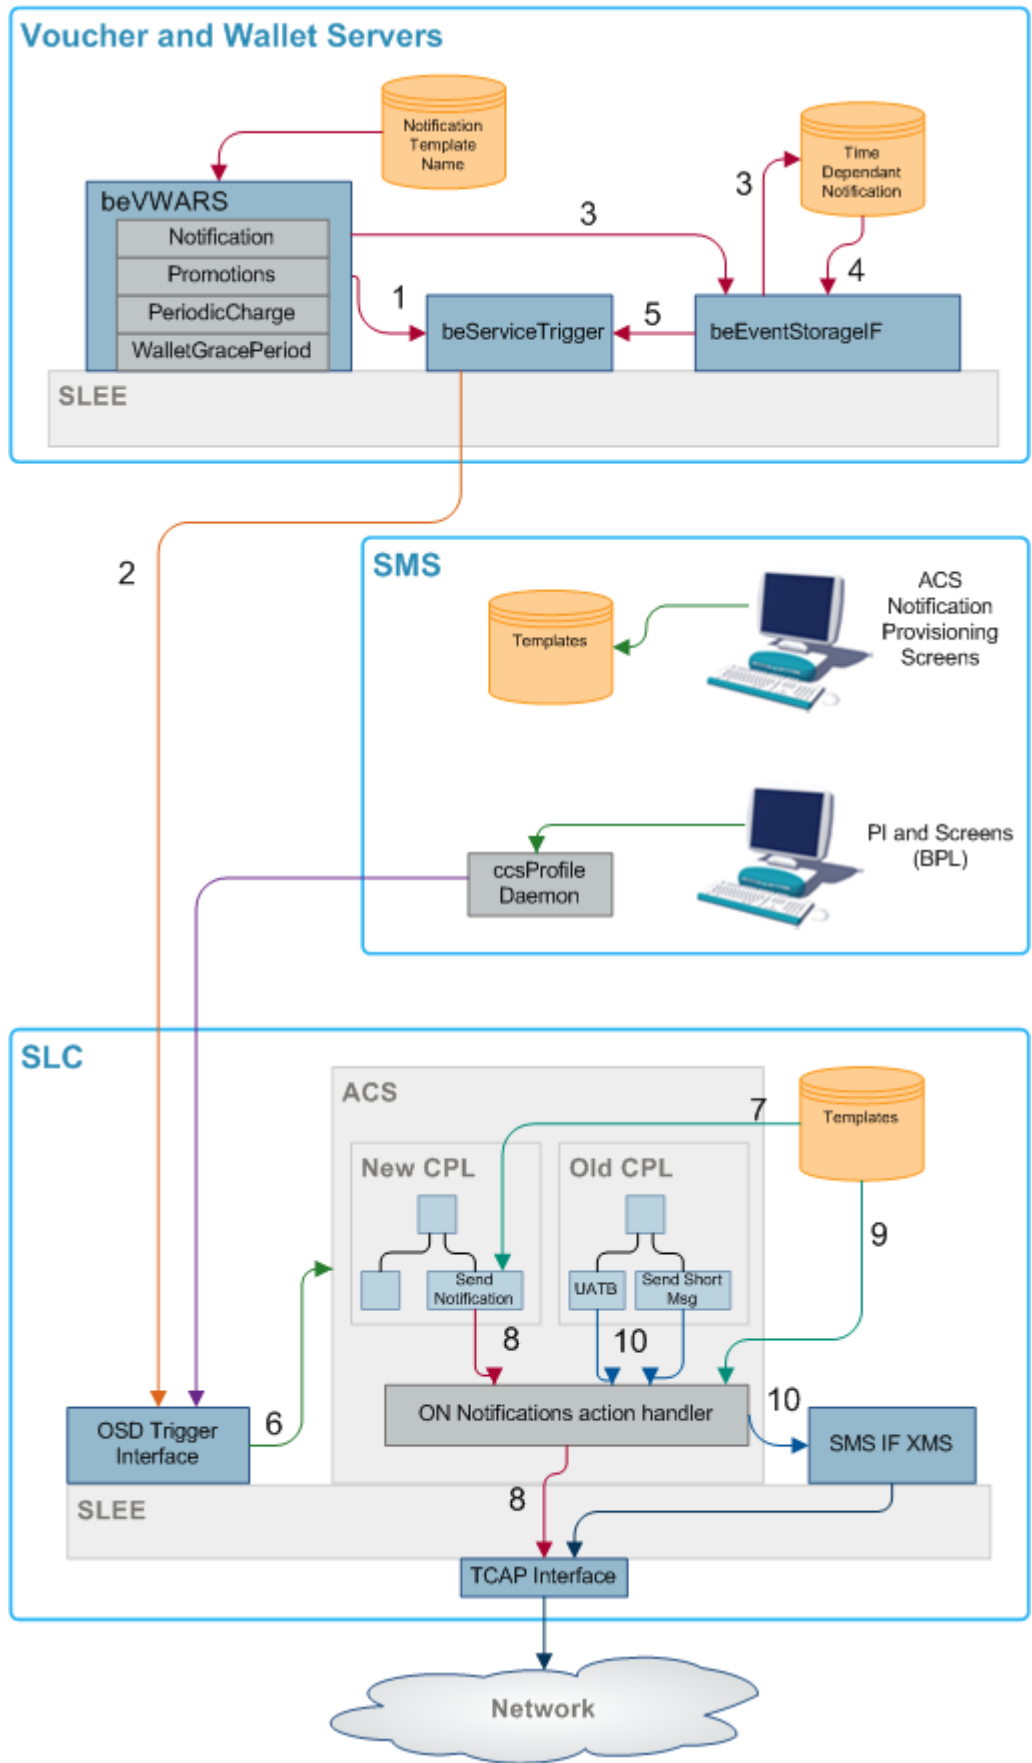 Voucher and Wallet Servers
Notification
Template
Name
Time
Dependant
Notification
beVWARS
Notification
Promotions
PeriodicCharge
WalletGracePeriod
3
3
4
1
5
beServiceTrigger
beEventStorageIF
SLEE
2
SMS
Templates
ACS
Notification
Provisioning
Screens
ccsProfile
Daemon
PI and Screens
(BPL)
SLC
ACS
7
Templates
New CPL
Old CPL
9
Send
Notification
UATB
Send Short
Msg
8
10
ON Notifications action handler
10
OSD Trigger
Interface
6
SMS IF XMS
SLEE
8
TCAP Interface
Network